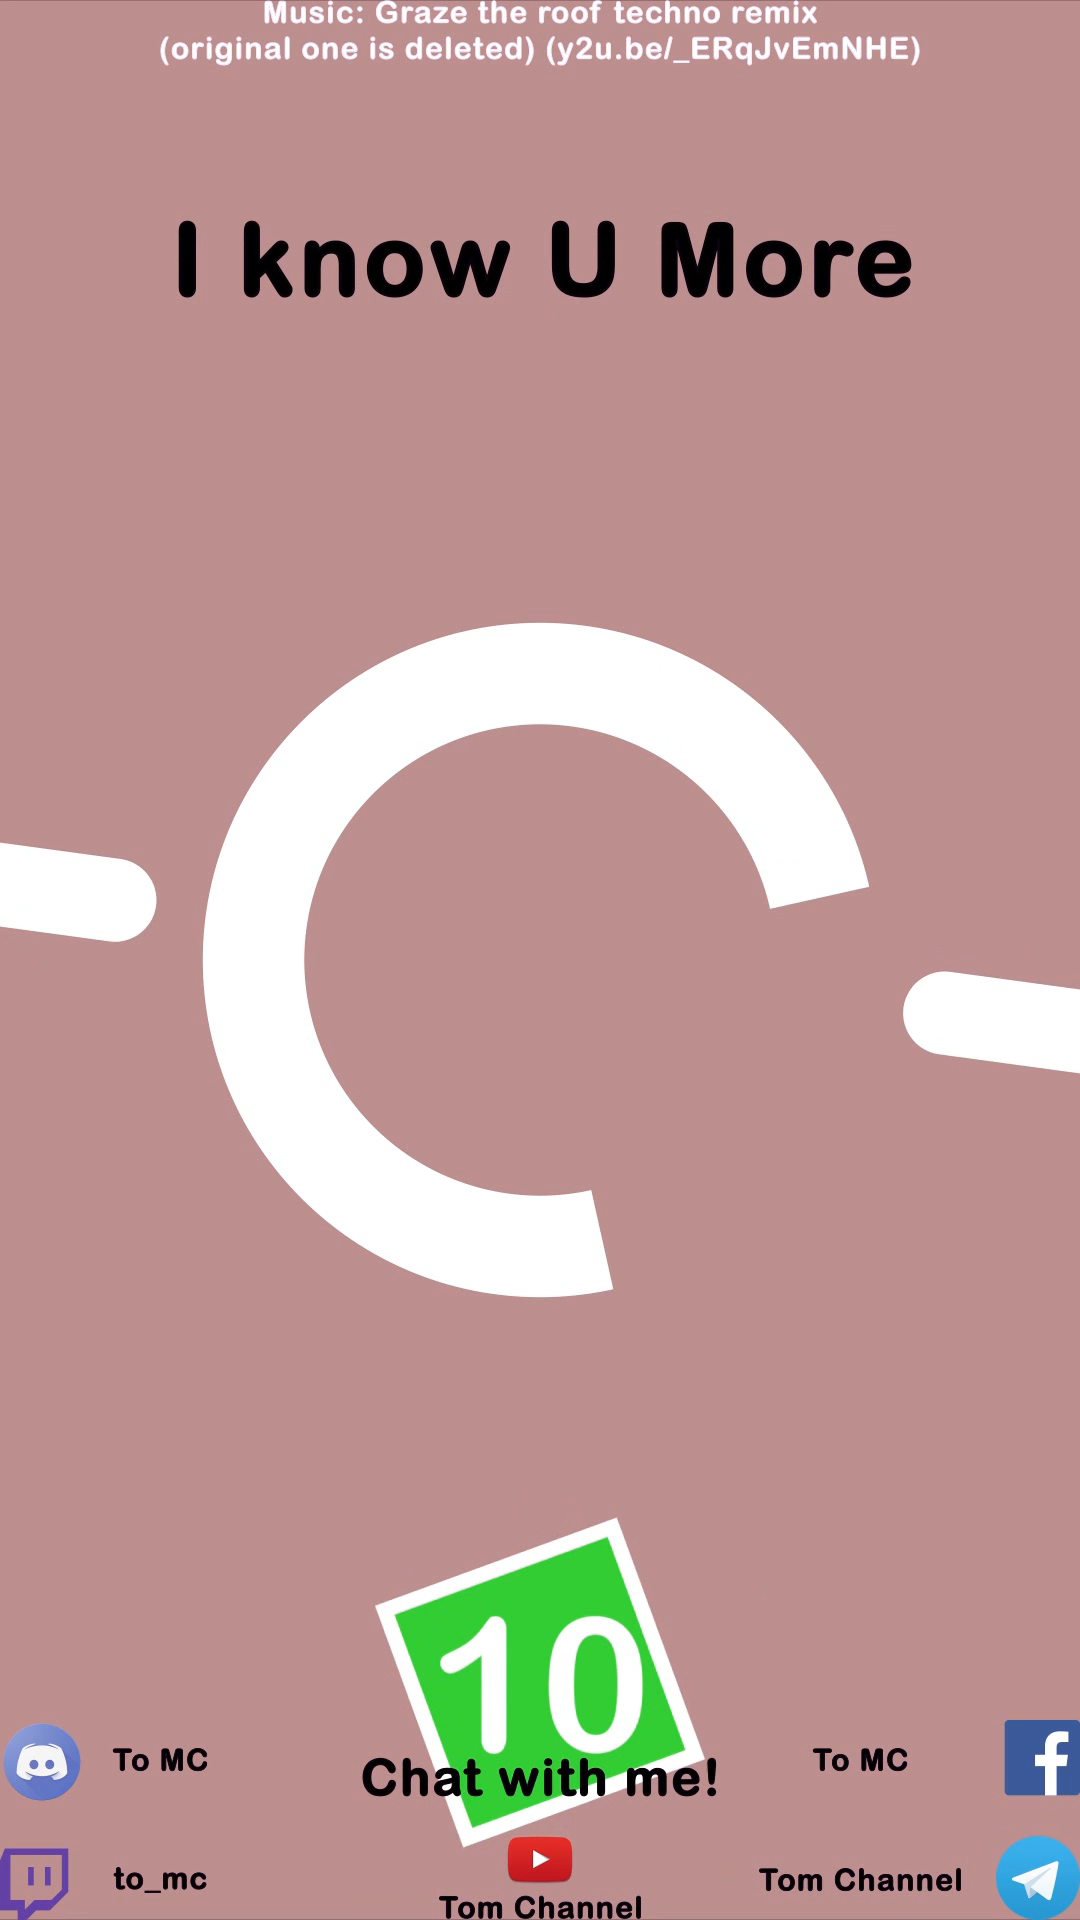 Music: Graze the roof techno remix
(original one is deleted) (y2u.be/_ERqJvEmNHE)
I know U More
10
To MC
Chat with me!
To MC
to_mc
Tom Channel
Tom Channel